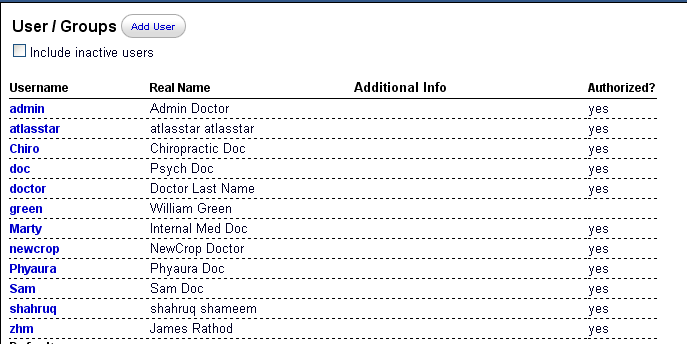 User / Groups Add User
Include inactive users
Username Real Name Additional Info Authorized?
admin Admin Doctor yes
atlasstar atlasstar atlasstar yes
Chiro Chiropractic Doc yes
doc Psych Doc yes
doctor Doctor Last Name yes
green William Green
Marty Internal Med Doc yes
newcrop NewCrop Doctor yes
Phyaura Phyaura Doc yes
Sam Sam Doc yes
shahruq shahruq shameem yes
zhm James Rathod yes